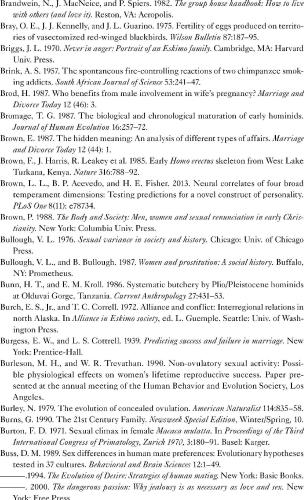 Brandwein, N., J. MacNeice, and P. Spiers. 1982. The group house handbook: How to live
with others (and love it). Reston, VA: Acropolis.
Bray, O. E., J. J. Kennelly, and J. L. Guarino. 1975. Fertility of eggs produced on territo-
ries of vasectomized red-winged blackbirds. Wilson Bulletin 87:187–95.
Briggs, J. L. 1970. Never in anger: Portrait of an Eskimo family. Cambridge, MA: Harvard
Univ. Press.
Brink, A. S. 1957. The spontaneous fire-controlling reactions of two chimpanzee smok-
ing addicts. South African Journal of Science 53:241–47.
Brod, H. 1987. Who benefits from male involvement in wife's pregnancy? Marriage and
Divorce Today 12 (46): 3.
Bromage, T. G. 1987. The biological and chronological maturation of early hominids.
Journal of Human Evolution 16:257–72.
Brown, E. 1987. The hidden meaning: An analysis of different types of affairs. Marriage
and Divorce Today 12 (44): 1.
Brown, F., J. Harris, R. Leakey et al. 1985. Early Homo erectus skeleton from West Lake
Turkana, Kenya. Nature 316:788–92.
Brown, L. L., B. P. Acevedo, and H. E. Fisher. 2013. Neural correlates of four broad
temperament dimensions: Testing predictions for a novel construct of personality.
PLoS One 8(11): e78734.
Brown, P. 1988. The Body and Society: Men, women and sexual renunciation in early Chris-
tianity. New York: Columbia Univ. Press.
Bullough, V. L. 1976. Sexual variance in society and history. Chicago: Univ. of Chicago
Press.
Bullough, V. L., and B. Bullough. 1987. Women and prostitution: A social history. Buffalo,
NY: Prometheus.
Bunn, H. T., and E. M. Kroll. 1986. Systematic butchery by Plio/Pleistocene hominids
at Olduvai Gorge, Tanzania. Current Anthropology 27:431–53.
Burch, E. S., Jr., and T. C. Correll. 1972. Alliance and conflict: Interregional relations in
north Alaska. In Alliance in Eskimo society, ed. L. Guemple. Seattle: Univ. of Wash-
ington Press.
Burgess, E. W., and L. S. Cottrell. 1939. Predicting success and failure in marriage. New
York: Prentice-Hall.
Burleson, M. H., and W. R. Trevathan. 1990. Non-ovulatory sexual activity: Possi-
ble physiological effects on women's lifetime reproductive success. Paper pre-
sented at the annual meeting of the Human Behavior and Evolution Society, Los
Angeles.
Burley, N. 1979. The evolution of concealed ovulation. American Naturalist 114:835–58.
Burns, G. 1990. The 21st Century Family. Newsweek Special Edition, Winter/Spring, 10.
Burton, F. D. 1971. Sexual climax in female Macaca mulatta. In Proceedings of the Third
International Congress of Primatology, Zurich 1970, 3:180–91. Basel: Karger.
Buss, D. M. 1989. Sex differences in human mate preferences: Evolutionary hypotheses
tested in 37 cultures. Behavioral and Brain Sciences 12:1–49.
———. 1994. The Evolution of Desire: Strategies of human mating. New York: Basic Books.
———. 2000. The dangerous passion: Why jealousy is as necessary as love and sex. New
York: Free Press.